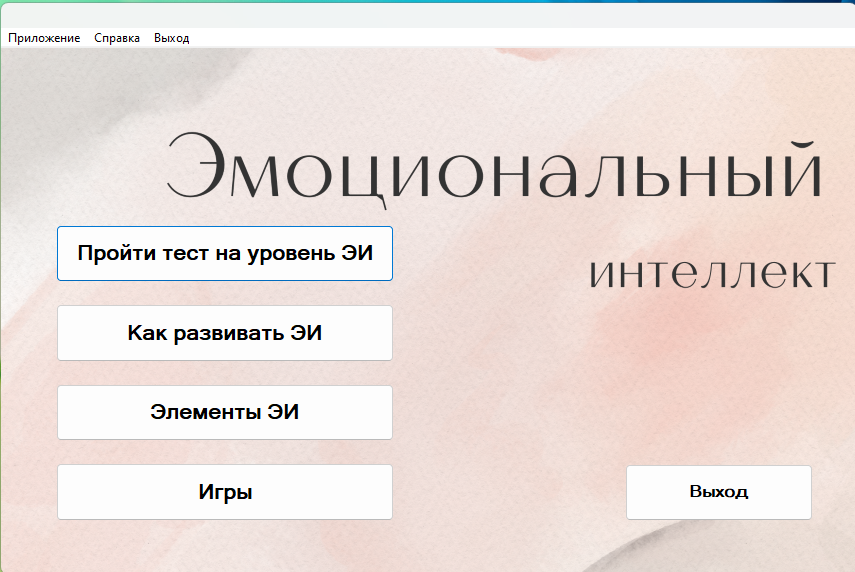 Приложение Справка Выход
Эмоциональный
интеллект
Пройти тест на уровень ЭИ
Как развивать ЭИ
Элементы ЭИ
Игры
Выход